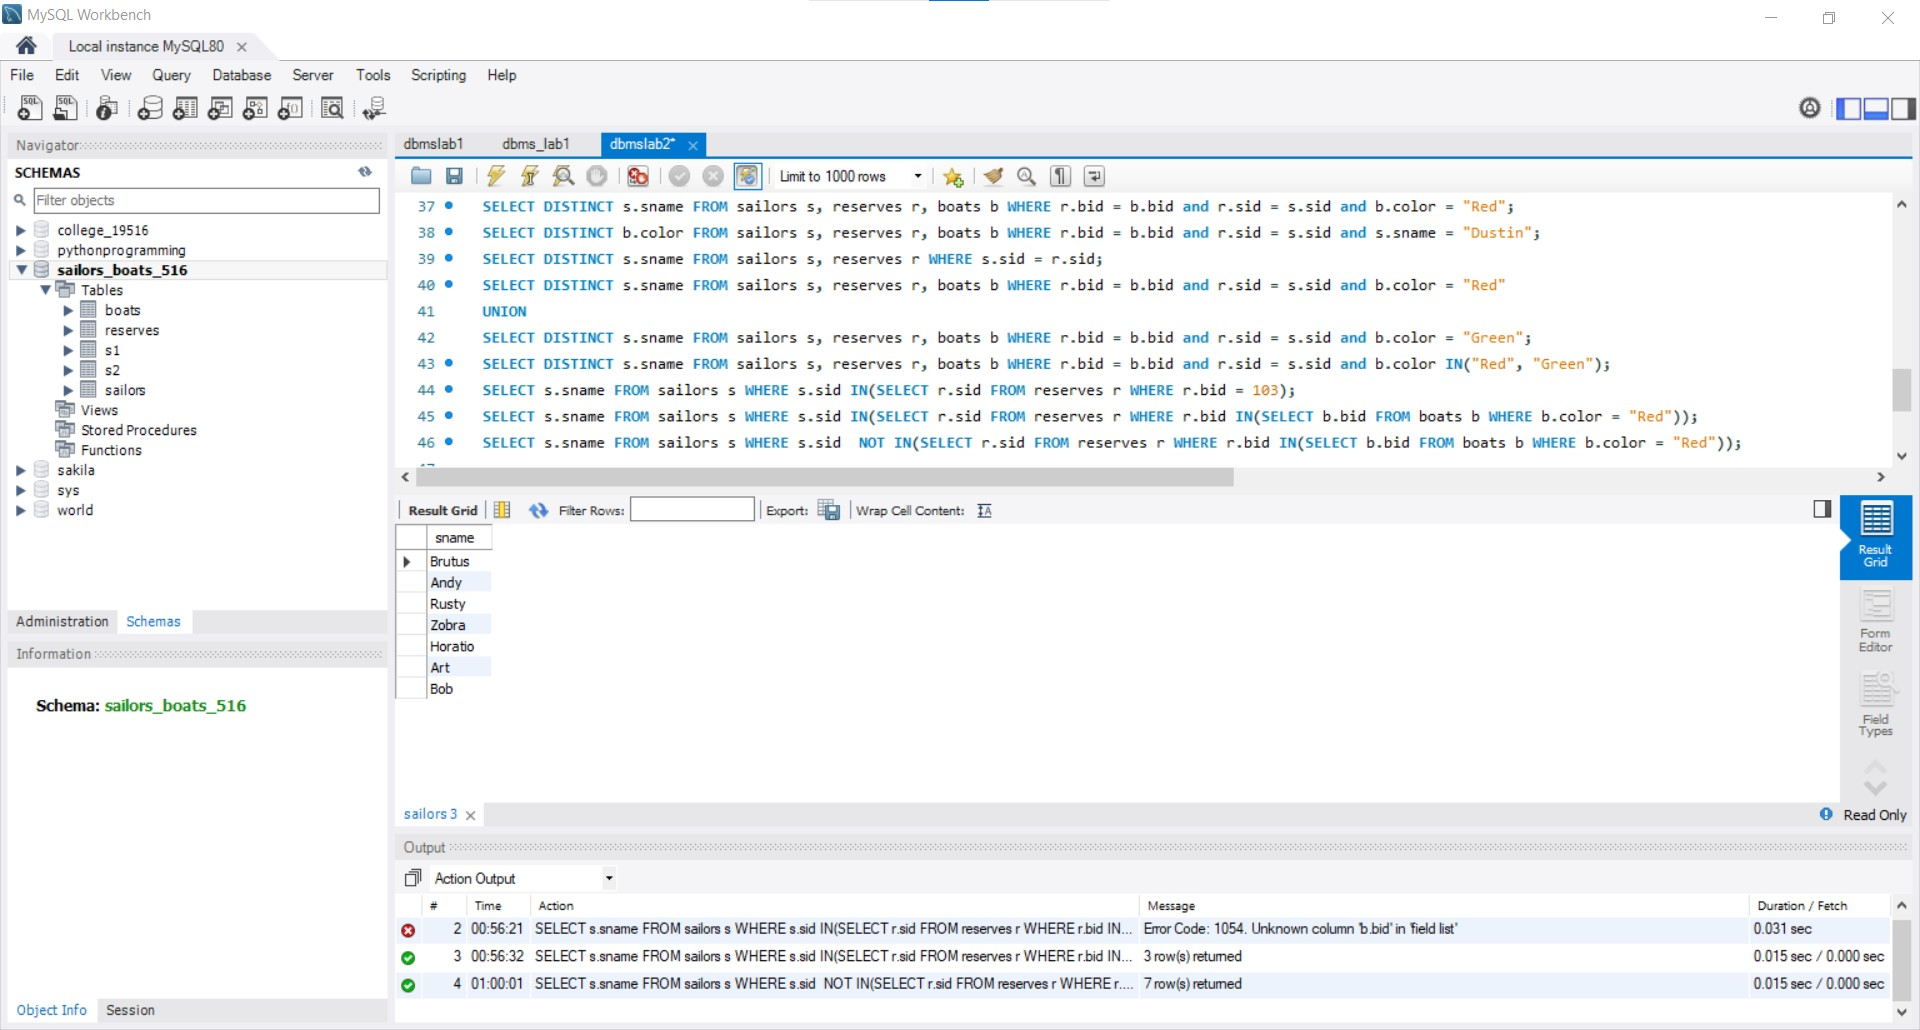 MySQL Workbench
Local instance MySQL80
File Edit View Query Database Server Tools Scripting Help
Navigator
SCHEMAS
Filter objects
college_19516
pythonprogramming
sailors_boats_516
Tables
boats
reserves
s1
s2
sailors
Views
Stored Procedures
Functions
sakila
sys
world
Administration Schemas
Information
Schema: sailors_boats_516
Object Info Session
dbmslab1 dbms_lab1 dbmslab2*
Limit to 1000 rows
37 SELECT DISTINCT s.sname FROM sailors s, reserves r, boats b WHERE r.bid = b.bid and r.sid = s.sid and b.color = "Red";
38 SELECT DISTINCT b.color FROM sailors s, reserves r, boats b WHERE r.bid = b.bid and r.sid = s.sid and s.sname = "Dustin";
39 SELECT DISTINCT s.sname FROM sailors s, reserves r WHERE s.sid = r.sid;
40 SELECT DISTINCT s.sname FROM sailors s, reserves r, boats b WHERE r.bid = b.bid and r.sid = s.sid and b.color = "Red"
41 UNION
42 SELECT DISTINCT s.sname FROM sailors s, reserves r, boats b WHERE r.bid = b.bid and r.sid = s.sid and b.color = "Green";
43 SELECT DISTINCT s.sname FROM sailors s, reserves r, boats b WHERE r.bid = b.bid and r.sid = s.sid and b.color IN("Red", "Green");
44 SELECT s.sname FROM sailors s WHERE s.sid IN(SELECT r.sid FROM reserves r WHERE r.bid = 103);
45 SELECT s.sname FROM sailors s WHERE s.sid IN(SELECT r.sid FROM reserves r WHERE r.bid IN(SELECT b.bid FROM boats b WHERE b.color = "Red"));
46 SELECT s.sname FROM sailors s WHERE s.sid  NOT IN(SELECT r.sid FROM reserves r WHERE r.bid IN(SELECT b.bid FROM boats b WHERE b.color = "Red"));
Result Grid Filter Rows: Export: Wrap Cell Content:
sname
Brutus
Andy
Rusty
Zobra
Horatio
Art
Bob
Result
Grid
Form
Editor
Field
Types
sailors 3
Read Only
Output
Action Output
# Time Action Message Duration / Fetch
2 00:56:21 SELECT s.sname FROM sailors s WHERE s.sid IN(SELECT r.sid FROM reserves r WHERE r.bid IN... Error Code: 1054. Unknown column 'b.bid' in 'field list' 0.031 sec
3 00:56:32 SELECT s.sname FROM sailors s WHERE s.sid IN(SELECT r.sid FROM reserves r WHERE r.bid IN... 3 row(s) returned 0.015 sec / 0.000 sec
4 01:00:01 SELECT s.sname FROM sailors s WHERE s.sid  NOT IN(SELECT r.sid FROM reserves r WHERE r.... 7 row(s) returned 0.015 sec / 0.000 sec